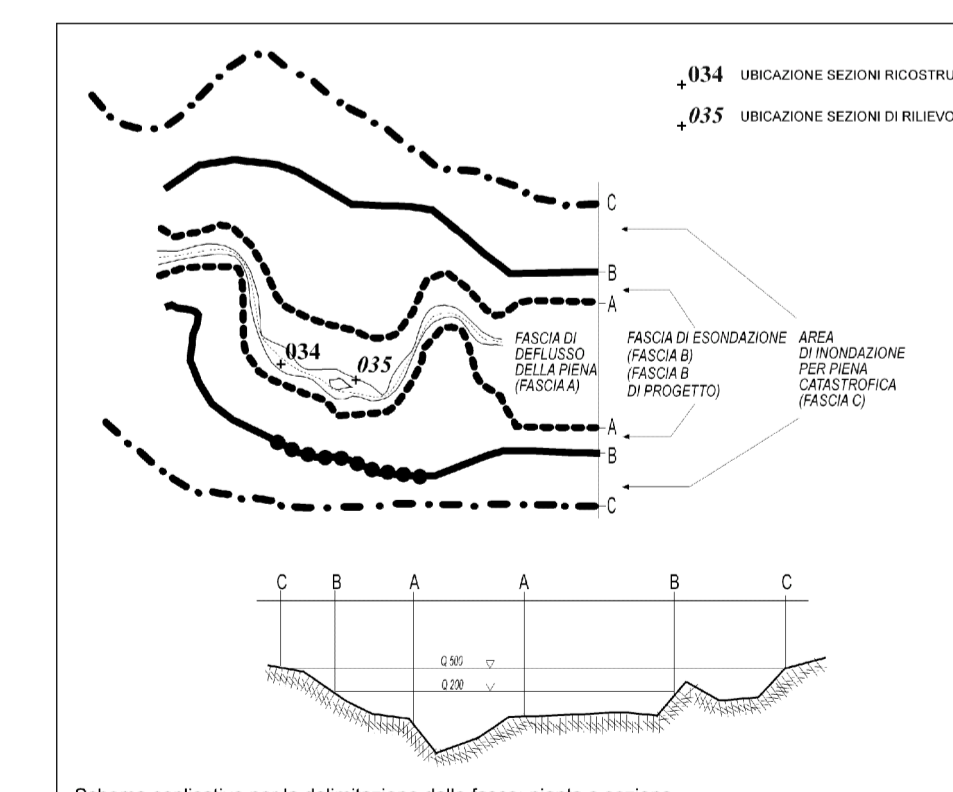 +034 UBICAZIONE SEZIONI RICOSTRU
+035 UBICAZIONE SEZIONI DI RILIEVO
C
B
A
FASCIA DI
DEFLUSSO
DELLA PIENA
(FASCIA A)
FASCIA DI ESONDAZIONE
(FASCIA B)
(FASCIA B
DI PROGETTO)
AREA
DI INONDAZIONE
PER PIENA
CATASTROFICA
(FASCIA C)
+034
+035
A
B
C
C B A A B C
Q 500
Q 200